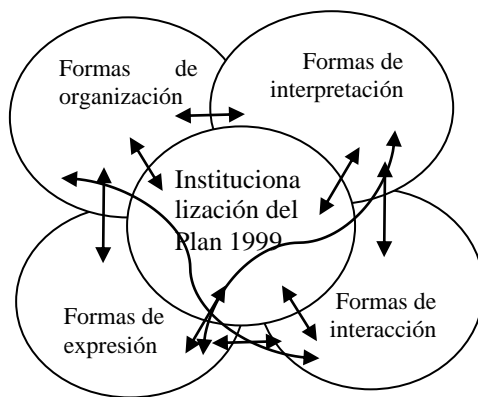 Formas de
organización
Formas de
interpretación
Instituciona
lización del
Plan 1999
Formas de
expresión
Formas de
interacción